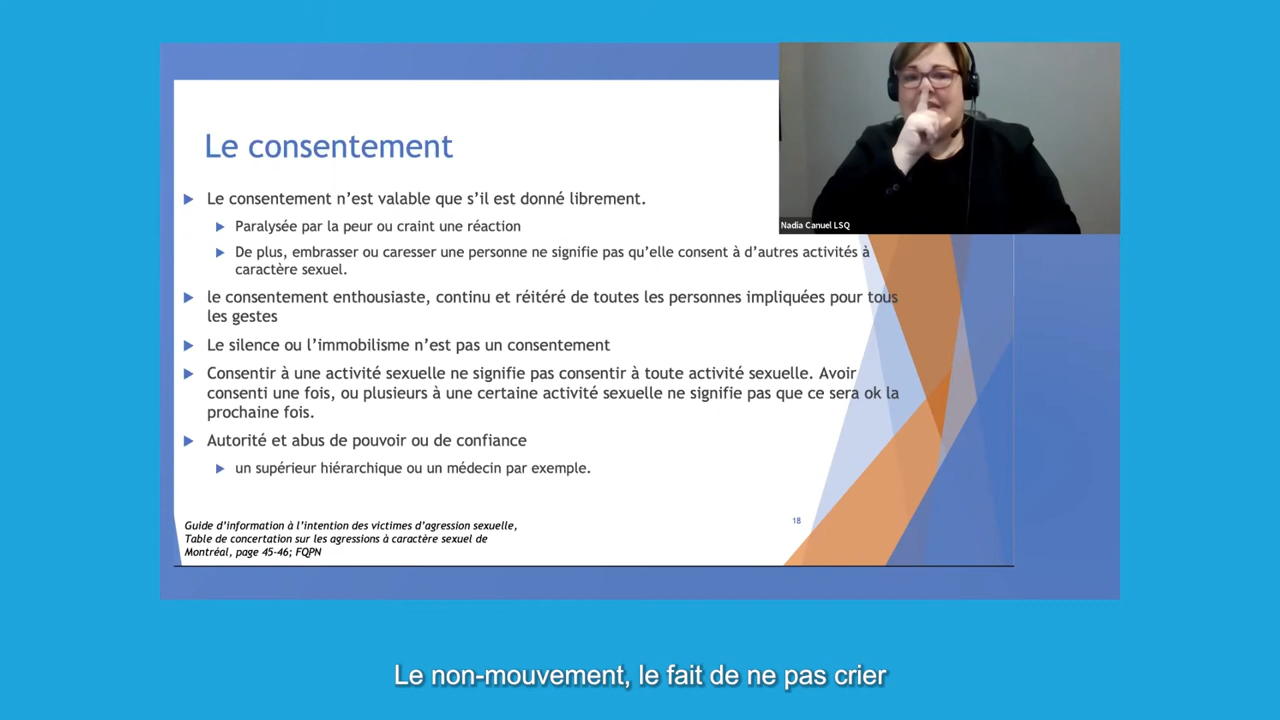 Le consentement
Le consentement n’est valable que s’il est donné librement.
Paralysée par la peur ou craint une réaction
De plus, embrasser ou caresser une personne ne signifie pas qu’elle consent à d’autres activités à
caractère sexuel.
le consentement enthousiaste, continu et réitéré de toutes les personnes impliquées pour tous
les gestes
Le silence ou l’immobilisme n’est pas un consentement
Consentir à une activité sexuelle ne signifie pas consentir à toute activité sexuelle. Avoir
consenti une fois, ou plusieurs à une certaine activité sexuelle ne signifie pas que ce sera ok la
prochaine fois.
Autorité et abus de pouvoir ou de confiance
un supérieur hiérarchique ou un médecin par exemple.
Guide d’information à l’intention des victimes d’agression sexuelle,
Table de concertation sur les agressions à caractère sexuel de
Montréal, page 45-46; FQPN
18
Nadia Canuel LSQ
Le non-mouvement, le fait de ne pas crier